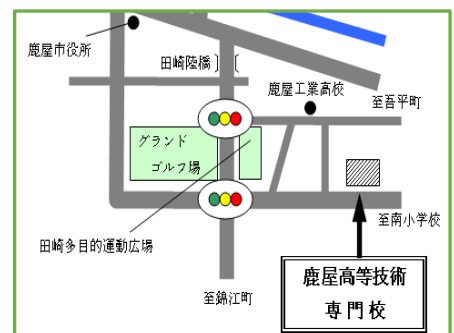 鹿屋市役所
田崎陸橋
鹿屋工業高校
至吾平町
グランド
ゴルフ場
至南小学校
田崎多目的運動広場
鹿屋高等技術
専門校
至錦江町